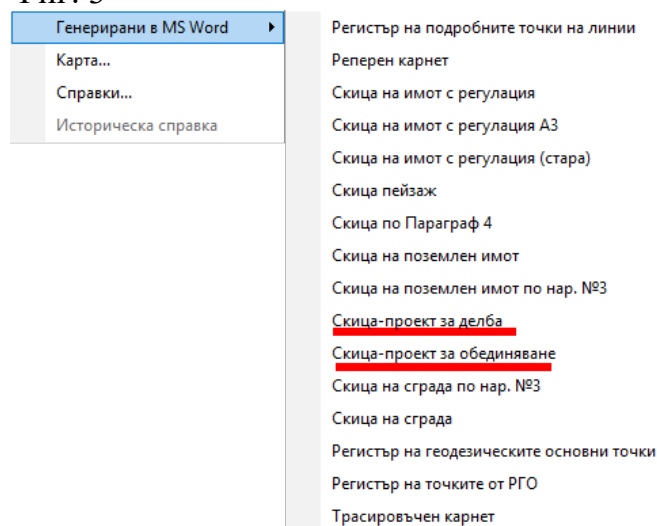 Фиг. 3
Генерирани в MS Word
Карта...
Справки...
Историческа справка
Регистър на подробните точки на линии
Реперен карнет
Скица на имот с регулация
Скица на имот с регулация А3
Скица на имот с регулация (стара)
Скица пейзаж
Скица по Параграф 4
Скица на поземлен имот
Скица на поземлен имот по нар. №3
Скица-проект за делба
Скица-проект за обединяване
Скица на сграда по нар. №3
Скица на сграда
Регистър на геодезическите основни точки
Регистър на точките от РГО
Трасировъчен карнет